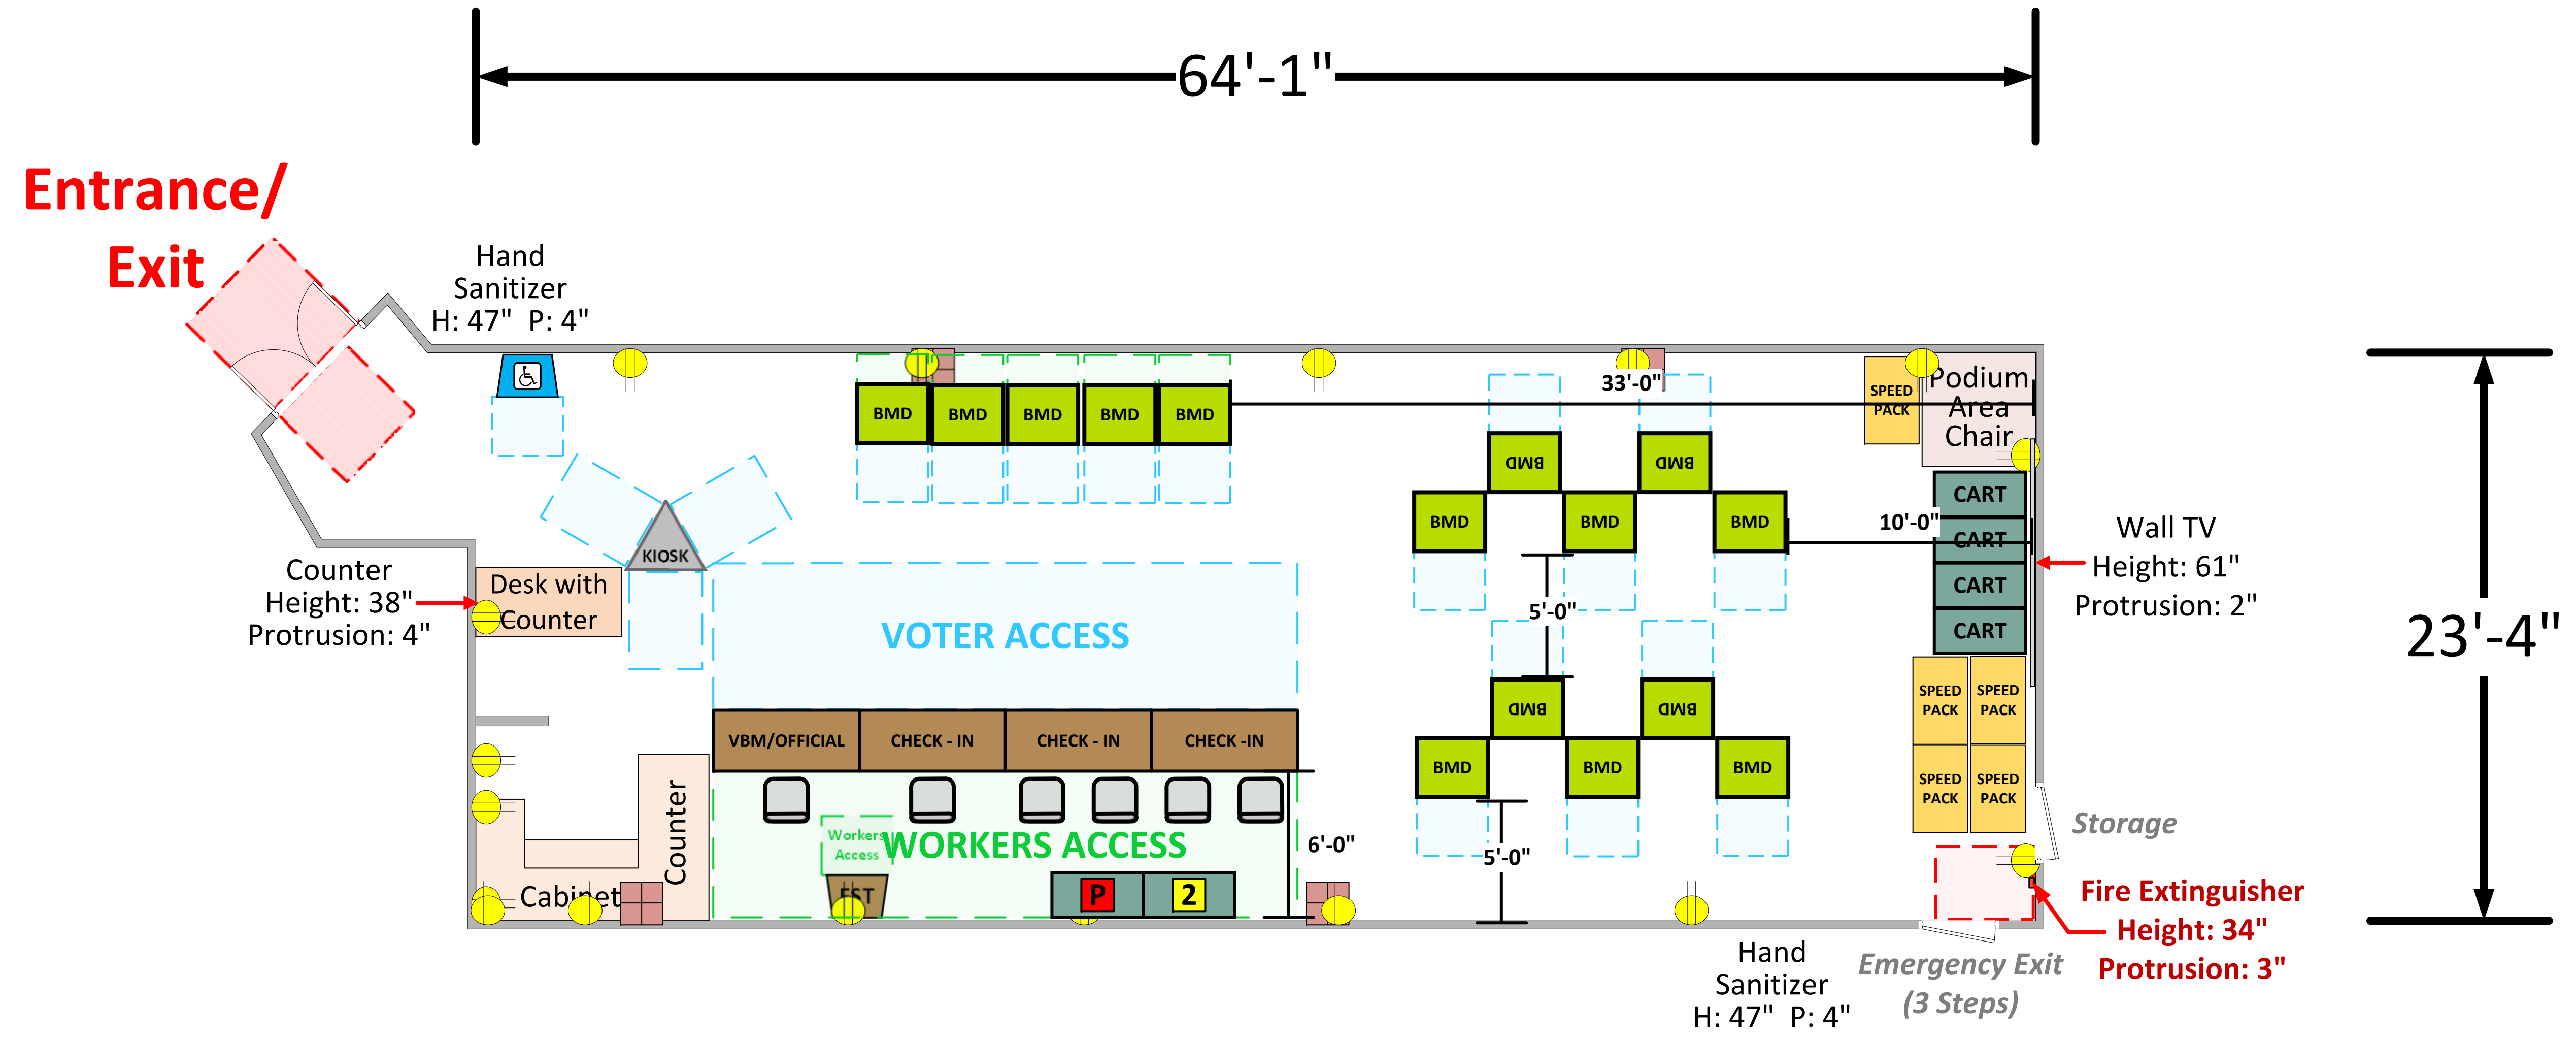 64'-1"
Entrance/
Exit
Hand
Sanitizer
H: 47"  P: 4"
33'-0"
SPEED
PACK
Podium
Area
Chair
BMD
BMD
BMD
BMD
BMD
BMD
BMD
BMD
BMD
BMD
10'-0"
CART
CART
CART
CART
KIOSK
Wall TV
Height: 61"
Protrusion: 2"
Counter
Height: 38"
Protrusion: 4"
Desk with
Counter
5'-0"
VOTER ACCESS
23'-4"
SPEED
PACK
SPEED
PACK
BMD
BMD
VBM/OFFICIAL
CHECK - IN
CHECK - IN
CHECK -IN
BMD
BMD
BMD
SPEED
PACK
SPEED
PACK
Counter
Workers
Access
WORKERS ACCESS
6'-0"
5'-0"
Storage
Cabinet
EST
P
2
Fire Extinguisher
Height: 34"
Protrusion: 3"
Hand
Sanitizer
H: 47"  P: 4"
Emergency Exit
(3 Steps)